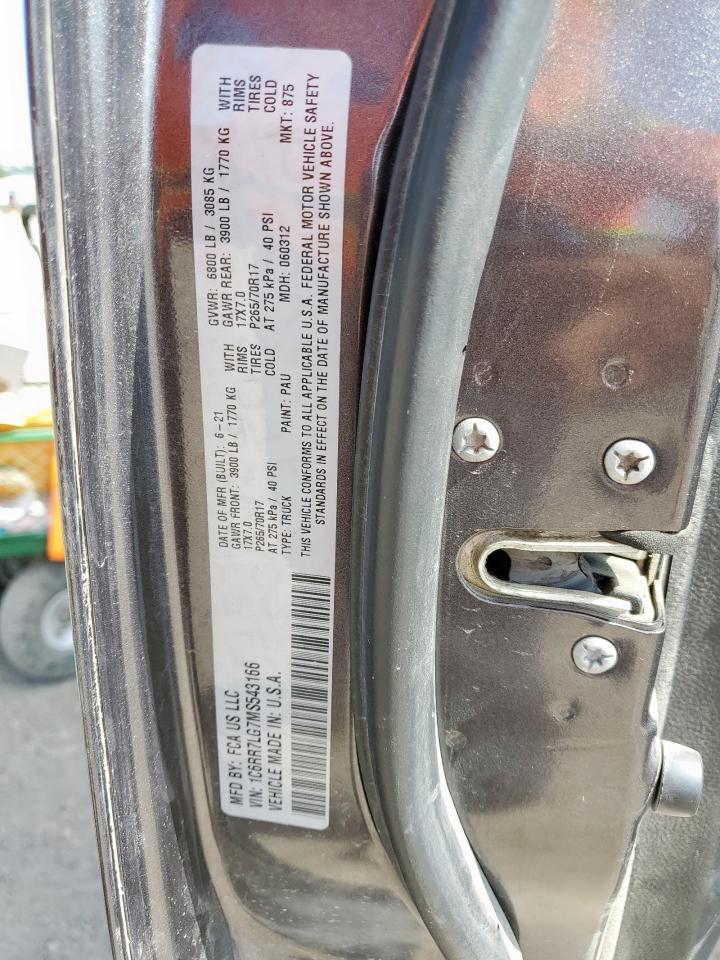 MFD BY: FCA US LLC
DATE OF MFR (BUILT): 6-21
GVWR: 6800 LB / 3085 KG
VIN: 1C6RR7LG7MS543166
GAWR FRONT: 3900 LB / 1770 KG WITH
GAWR REAR: 3900 LB / 1770 KG WITH
VEHICLE MADE IN: U.S.A.
17X7.0 RIMS
17X7.0 RIMS
P265/70R17 TIRES
P265/70R17 TIRES
AT 275 kPa / 40 PSI COLD
AT 275 kPa / 40 PSI COLD
TYPE: TRUCK PAINT: PAU MDH: 060312 MKT: 875
THIS VEHICLE CONFORMS TO ALL APPLICABLE U.S.A. FEDERAL MOTOR VEHICLE SAFETY
STANDARDS IN EFFECT ON THE DATE OF MANUFACTURE SHOWN ABOVE.